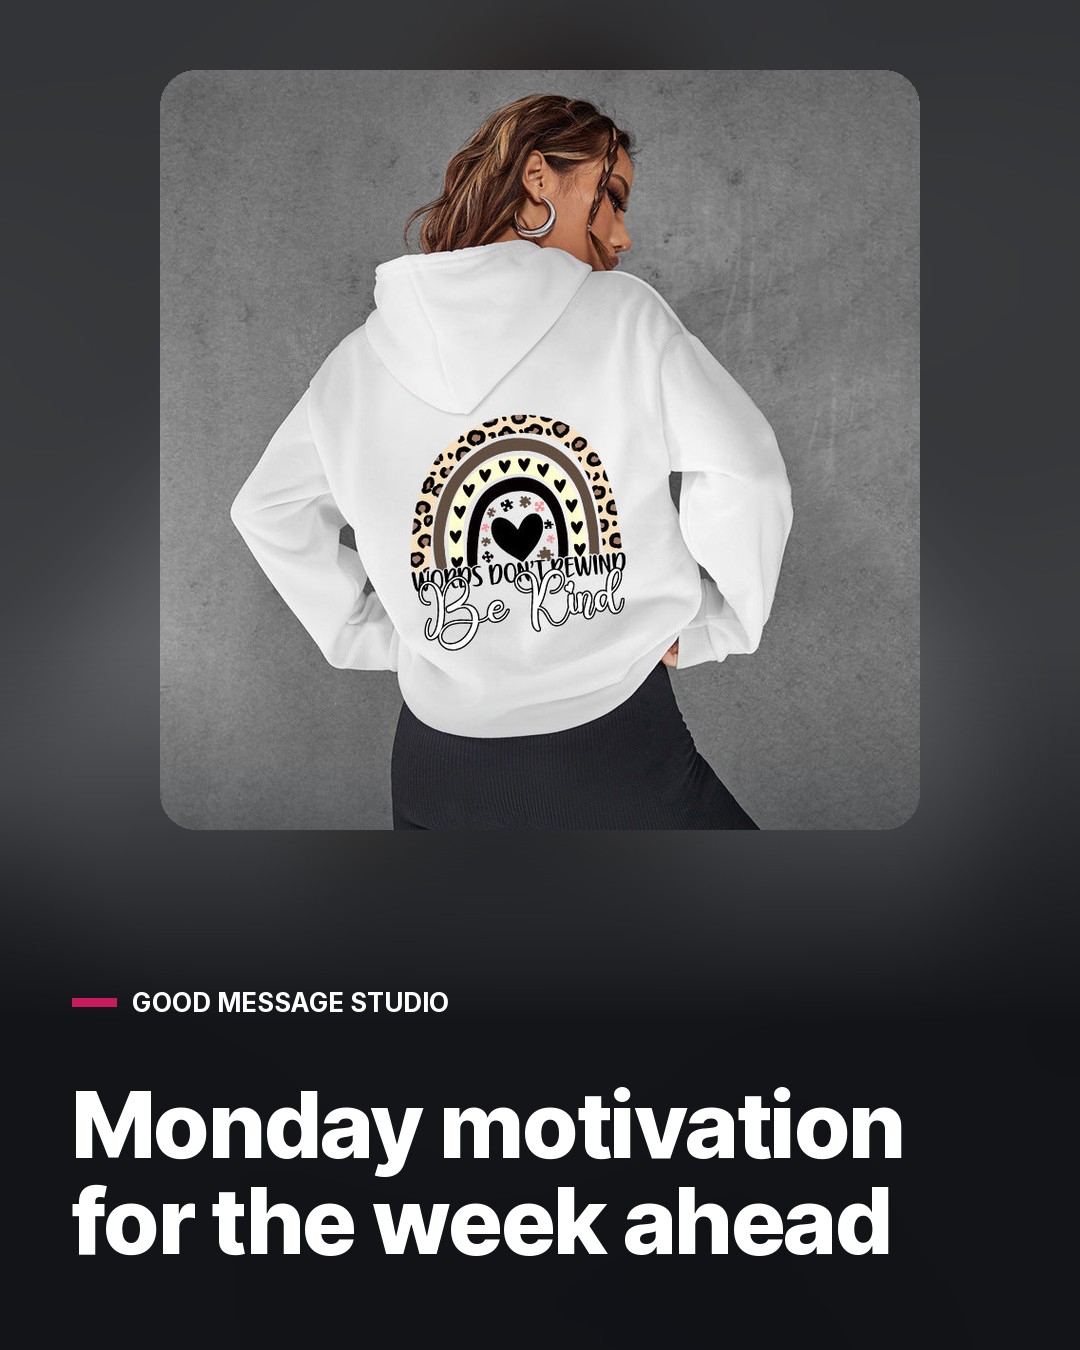 WORDS DON'T REWIND
Be Kind
GOOD MESSAGE STUDIO
Monday motivation
for the week ahead